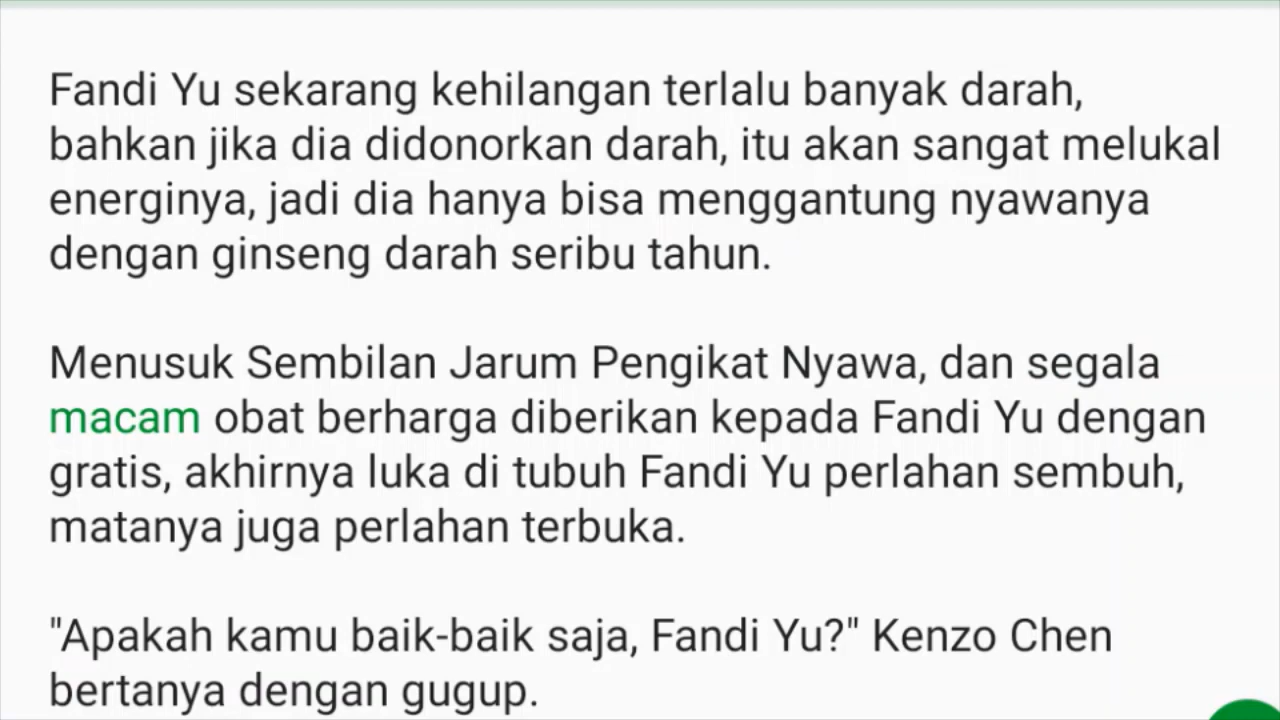 Fandi Yu sekarang kehilangan terlalu banyak darah,
bahkan jika dia didonorkan darah, itu akan sangat melukal
energinya, jadi dia hanya bisa menggantung nyawanya
dengan ginseng darah seribu tahun.
Menusuk Sembilan Jarum Pengikat Nyawa, dan segala
macam obat berharga diberikan kepada Fandi Yu dengan
gratis, akhirnya luka di tubuh Fandi Yu perlahan sembuh,
matanya juga perlahan terbuka.
"Apakah kamu baik-baik saja, Fandi Yu?" Kenzo Chen
bertanya dengan gugup.